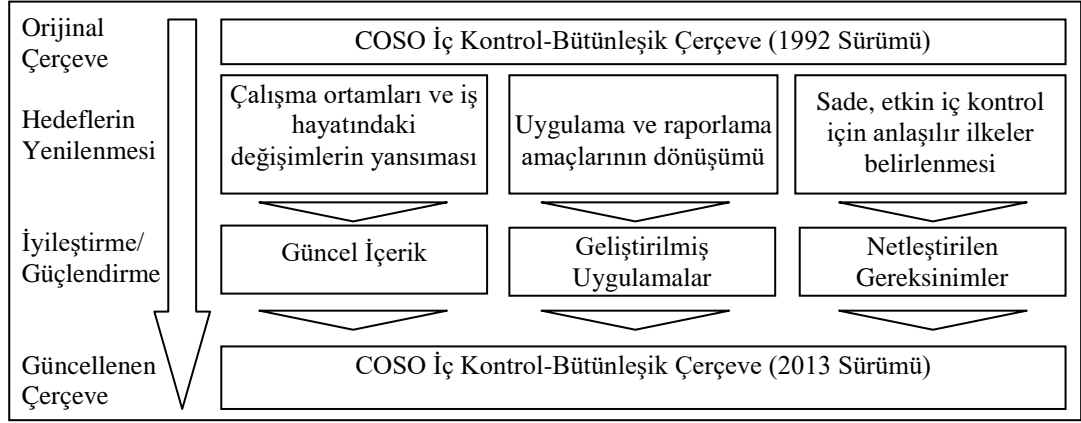 Orijinal
Çerçeve
COSO İç Kontrol-Bütünleşik Çerçeve (1992 Sürümü)
Hedeflerin
Yenilenmesi
Çalışma ortamları ve iş
hayatındaki
değişimlerin yansıması
Uygulama ve raporlama
amaçlarının dönüşümü
Sade, etkin iç kontrol
için anlaşılır ilkeler
belirlenmesi
İyileştirme/
Güçlendirme
Güncel İçerik
Geliştirilmiş
Uygulamalar
Netleştirilen
Gereksinimler
Güncellenen
Çerçeve
COSO İç Kontrol-Bütünleşik Çerçeve (2013 Sürümü)